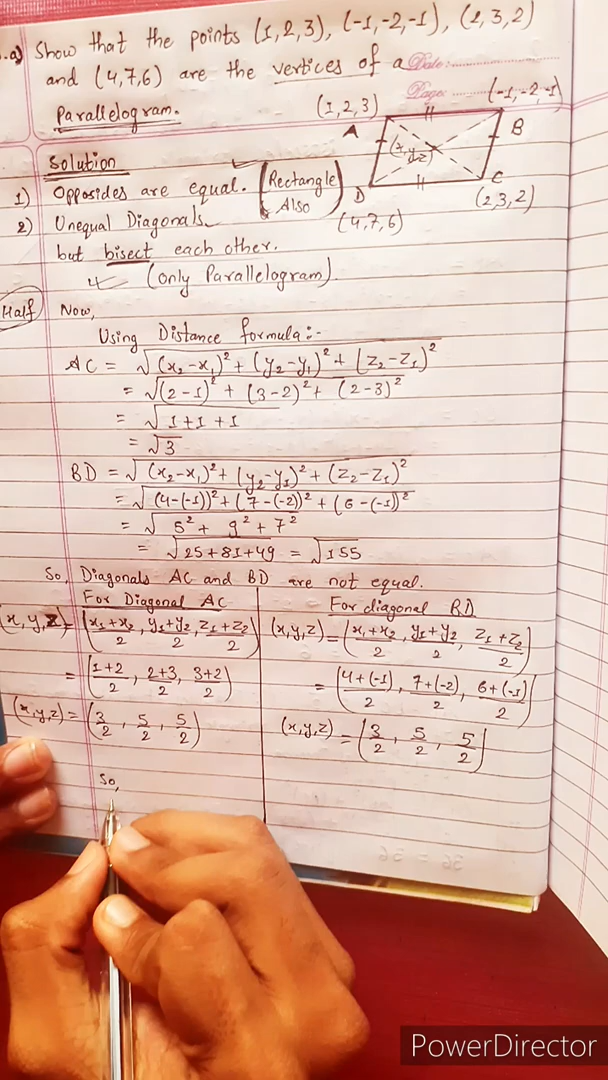 .a) Show that the points (1,2,3), (-1,-2,-1), (2,3,2)
and (4,7,6) are the vertices of a
Parallelogram.
Date:
Page:
(1,2,3)
(-1,-2,-1)
A
B
(x,y,z)
D
C
(4,7,6)
(2,3,2)
Solution
1) Opposides are equal. [Rectangle Also]
2) Unequal Diagonals
but bisect each other.
(only Parallelogram).
Half
Now,
Using Distance formula:-
AC = √(x₂-x₁)² + (y₂-y₁)² + (z₂-z₁)²
= √(2-1)² + (3-2)² + (2-3)²
= √1+1+1
= √3
BD = √(x₂-x₁)² + (y₂-y₁)² + (z₂-z₁)²
= √(4-(-1))² + (7-(-2))² + (6-(-1))²
= √5² + 9² + 7²
= √25+81+49 = √155
So, Diagonals AC and BD are not equal.
For Diagonal AC
(x,y,z) = (x₁+x₂/2, y₁+y₂/2, z₁+z₂/2)
= (1+2/2, 2+3/2, 3+2/2)
(x,y,z) = (3/2, 5/2, 5/2)
So,
For diagonal BD
(x,y,z) = (x₁+x₂/2, y₁+y₂/2, z₁+z₂/2)
= (4+(-1)/2, 7+(-2)/2, 6+(-1)/2)
(x,y,z) = (3/2, 5/2, 5/2)
36 = 36
PowerDirector